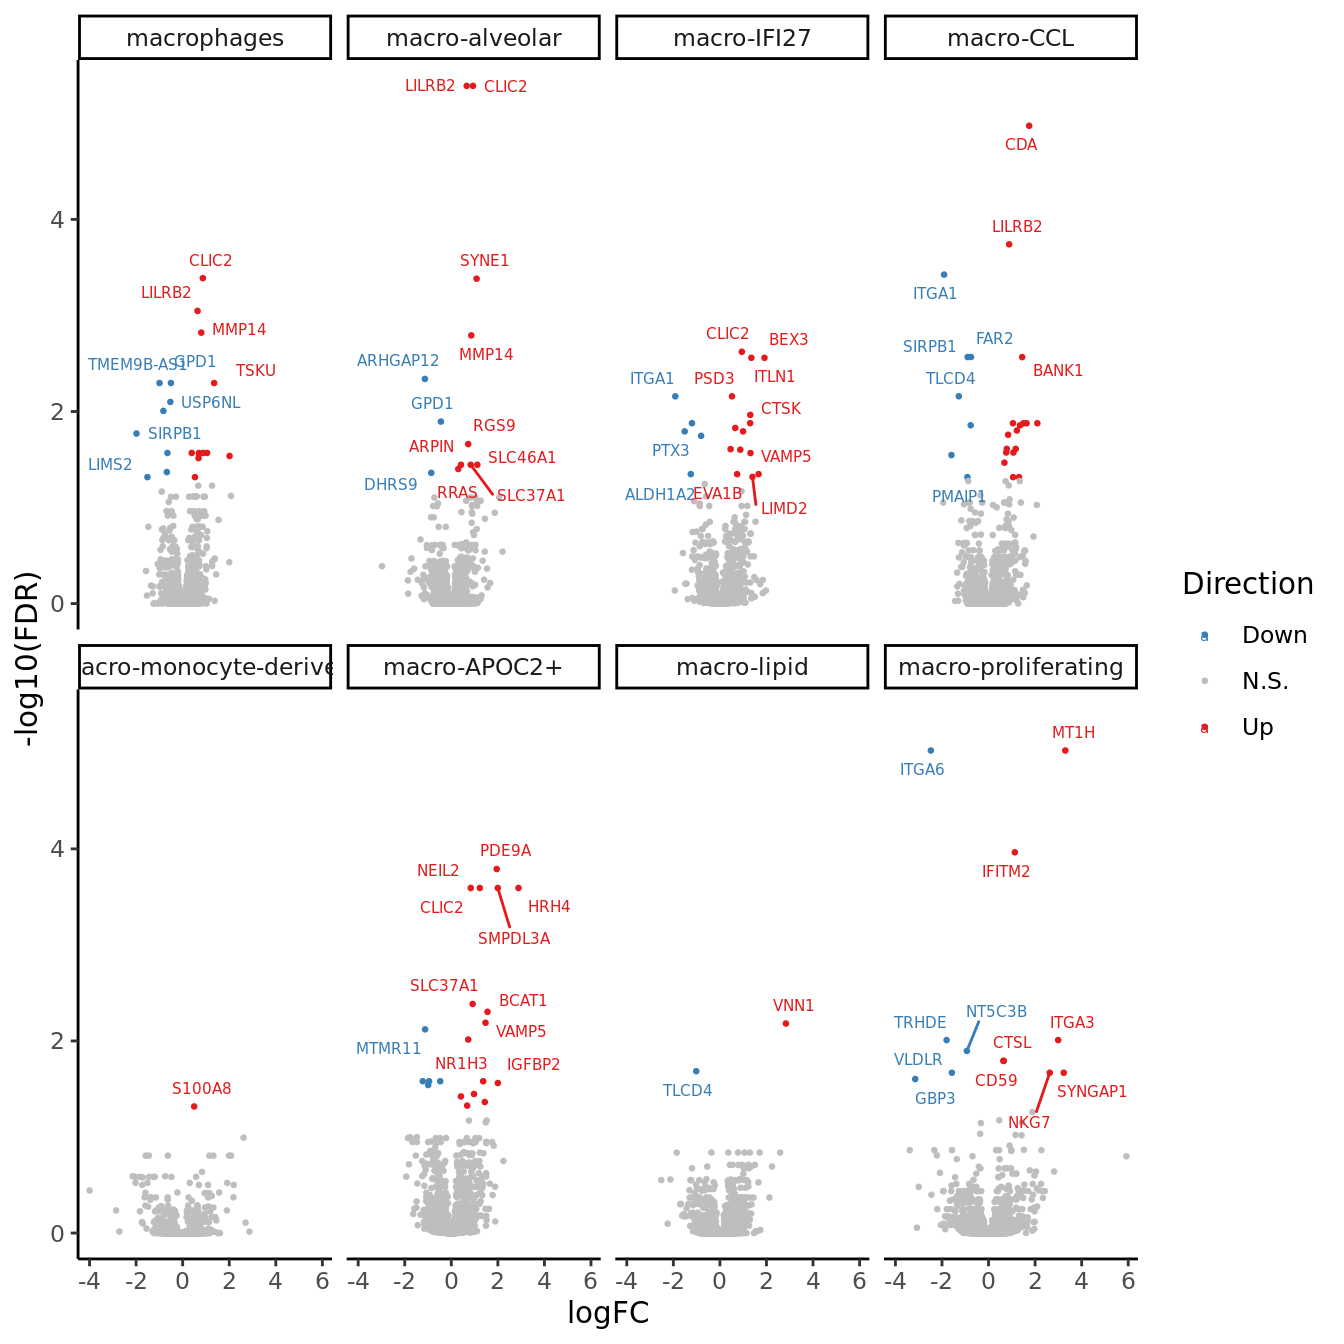 macrophages
macro-alveolar
macro-IFI27
macro-CCL
LILRB2
CLIC2
CDA
LILRB2
4
CLIC2
SYNE1
LILRB2
ITGA1
MMP14
MMP14
CLIC2
BEX3
SIRPB1
FAR2
TMEM9B-AS1
GPD1
TSKU
ARHGAP12
ITGA1
PSD3
ITLN1
TLCD4
BANK1
USP6NL
GPD1
CTSK
2
SIRPB1
RGS9
ARPIN
SLC46A1
PTX3
VAMP5
LIMS2
DHRS9
RRAS
SLC37A1
ALDH1A2
EVA1B
LIMD2
PMAIP1
0
-log10(FDR)
Direction
Down
N.S.
Up
acro-monocyte-derive
macro-APOC2+
macro-lipid
macro-proliferating
MT1H
ITGA6
4
PDE9A
NEIL2
IFITM2
CLIC2
HRH4
SMPDL3A
SLC37A1
BCAT1
VNN1
NT5C3B
TRHDE
ITGA3
2
VAMP5
MTMR11
CTSL
NR1H3
IGFBP2
VLDLR
S100A8
TLCD4
CD59
GBP3
SYNGAP1
NKG7
0
-4 -2 0 2 4 6
-4 -2 0 2 4 6
-4 -2 0 2 4 6
-4 -2 0 2 4 6
logFC